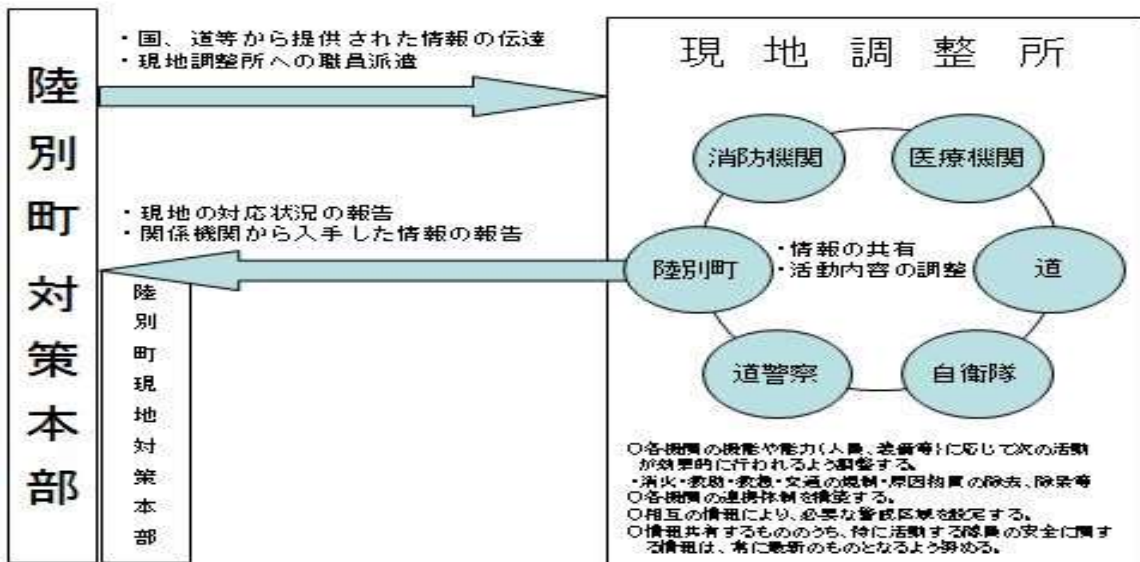 陸別町対策本部
・国、道等から提供された情報の伝達
・現地調整所への職員派遣
・現地の対応状況の報告
・関係機関から入手した情報の報告
陸別町現地対策本部
現地調整所
消防機関
医療機関
陸別町
・情報の共有
・活動内容の調整
道
道警察
自衛隊
〇各機関の機能や能力(人員、装備等)に応じて次の活動
が効果的に行われるよう調整する。
・消火・救助・救急・交通の規制・原因物質の除去、除染等
〇各機関の連携体制を構築する。
〇相互の情報により、必要な警戒区域を設定する。
〇情報共有するもののうち、特に活動する隊員の安全に関す
る情報は、常に最新のものとなるよう努める。